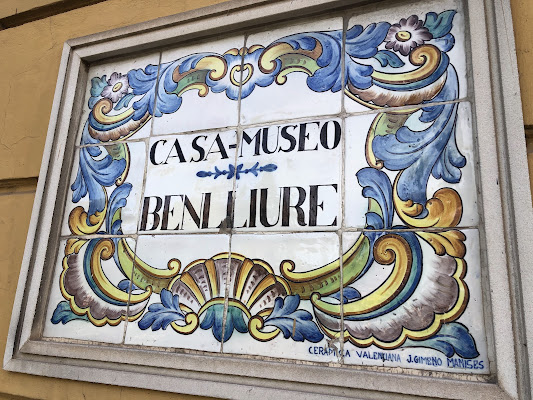 CASA-MUSEO
BENLLIURE
CERAMICA VALENCIANA J. GIMENO MANISES